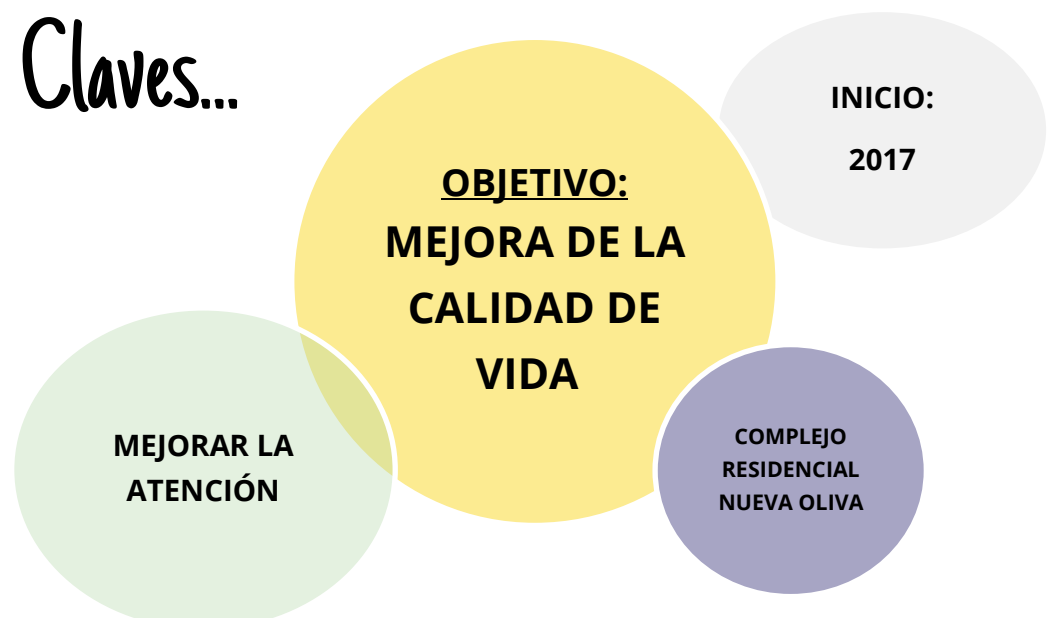 Claves...
INICIO:
2017
OBJETIVO:
MEJORA DE LA
CALIDAD DE
VIDA
MEJORAR LA
ATENCIÓN
COMPLEJO
RESIDENCIAL
NUEVA OLIVA